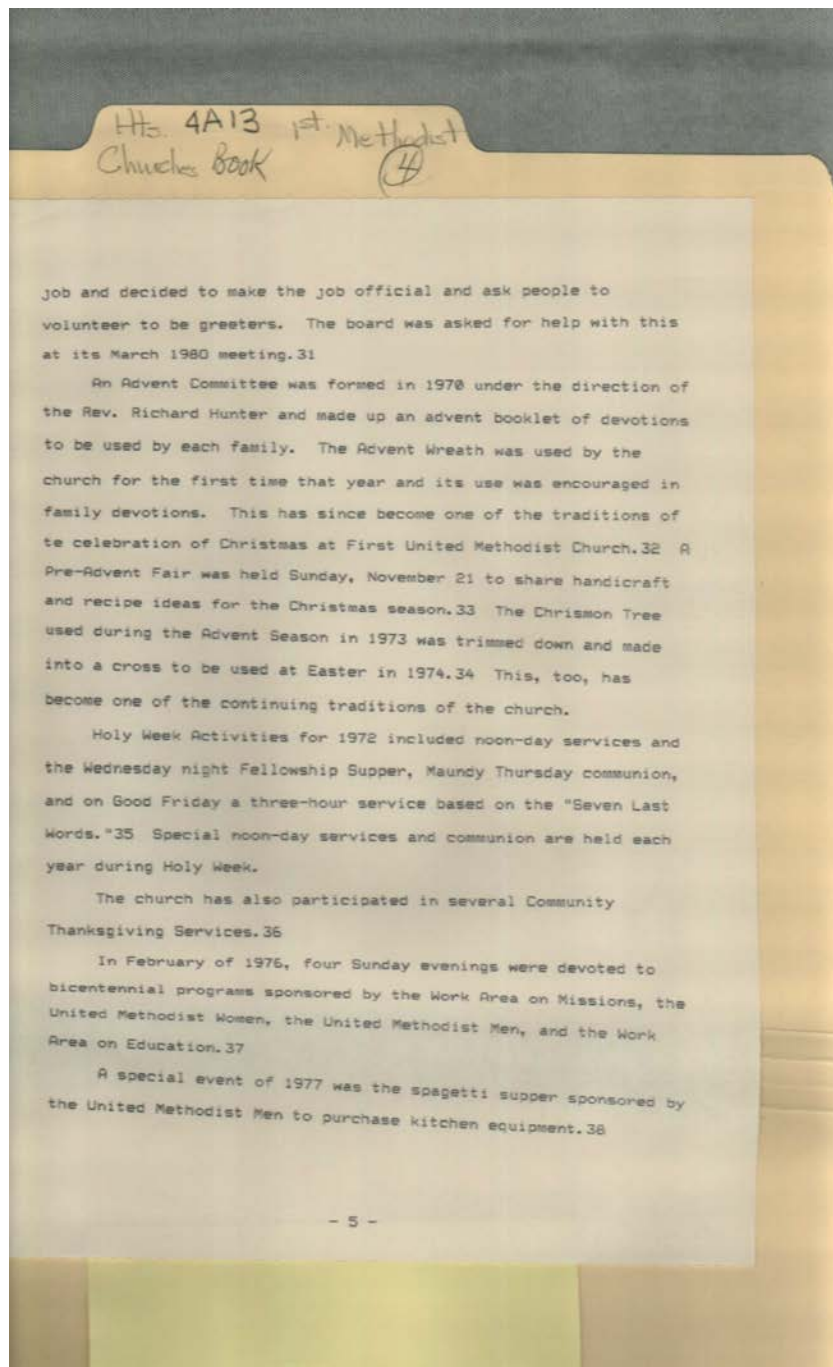 Hts. 4A13 1st. Methodist
Churches Book 4
job and decided to make the job official and ask people to
volunteer to be greeters. The board was asked for help with this
at its March 1980 meeting.31
An Advent Committee was formed in 1970 under the direction of
the Rev. Richard Hunter and made up an advent booklet of devotions
to be used by each family. The Advent Wreath was used by the
church for the first time that year and its use was encouraged in
family devotions. This has since become one of the traditions of
te celebration of Christmas at First United Methodist Church.32 A
Pre-Advent Fair was held Sunday, November 21 to share handicraft
and recipe ideas for the Christmas season.33 The Chrismon Tree
used during the Advent Season in 1973 was trimmed down and made
into a cross to be used at Easter in 1974.34 This, too, has
become one of the continuing traditions of the church.
Holy Week Activities for 1972 included noon-day services and
the Wednesday night Fellowship Supper, Maundy Thursday communion,
and on Good Friday a three-hour service based on the "Seven Last
Words."35 Special noon-day services and communion are held each
year during Holy Week.
The church has also participated in several Community
Thanksgiving Services.36
In February of 1976, four Sunday evenings were devoted to
bicentennial programs sponsored by the Work Area on Missions, the
United Methodist Women, the United Methodist Men, and the Work
Area on Education.37
A special event of 1977 was the spagetti supper sponsored by
the United Methodist Men to purchase kitchen equipment.38
- 5 -